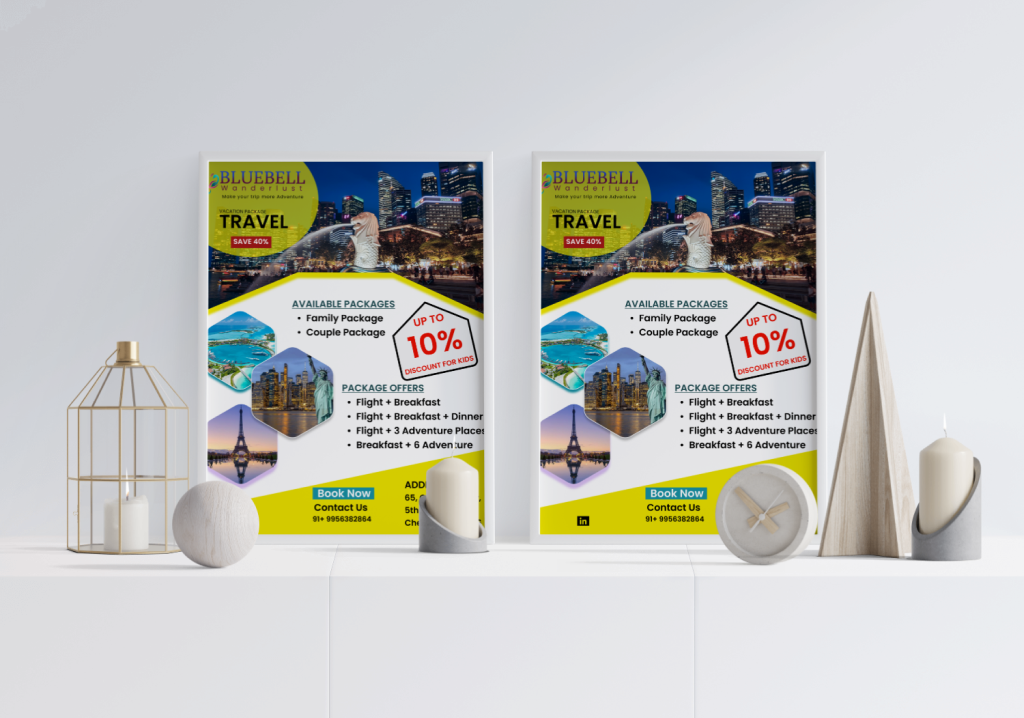 BLUEBELL
Wanderlust
Make your trip more Adventure
VACATION PACKAGE
TRAVEL
SAVE 40%
AVAILABLE PACKAGES
• Family Package
• Couple Package
UP TO
10%
DISCOUNT FOR KIDS
PACKAGE OFFERS
• Flight + Breakfast
• Flight + Breakfast + Dinner
• Flight + 3 Adventure Places
• Breakfast + 6 Adventure
Book Now
Contact Us
91+ 9956382864
65,
5th
BLUEBELL
Wanderlust
Make your trip more Adventure
VACATION PACKAGE
TRAVEL
SAVE 40%
AVAILABLE PACKAGES
• Family Package
• Couple Package
UP TO
10%
DISCOUNT FOR KIDS
PACKAGE OFFERS
• Flight + Breakfast
• Flight + Breakfast + Dinner
• Flight + 3 Adventure Places
• Breakfast + 6 Adventure
Book Now
Contact Us
91+ 9956382864
in